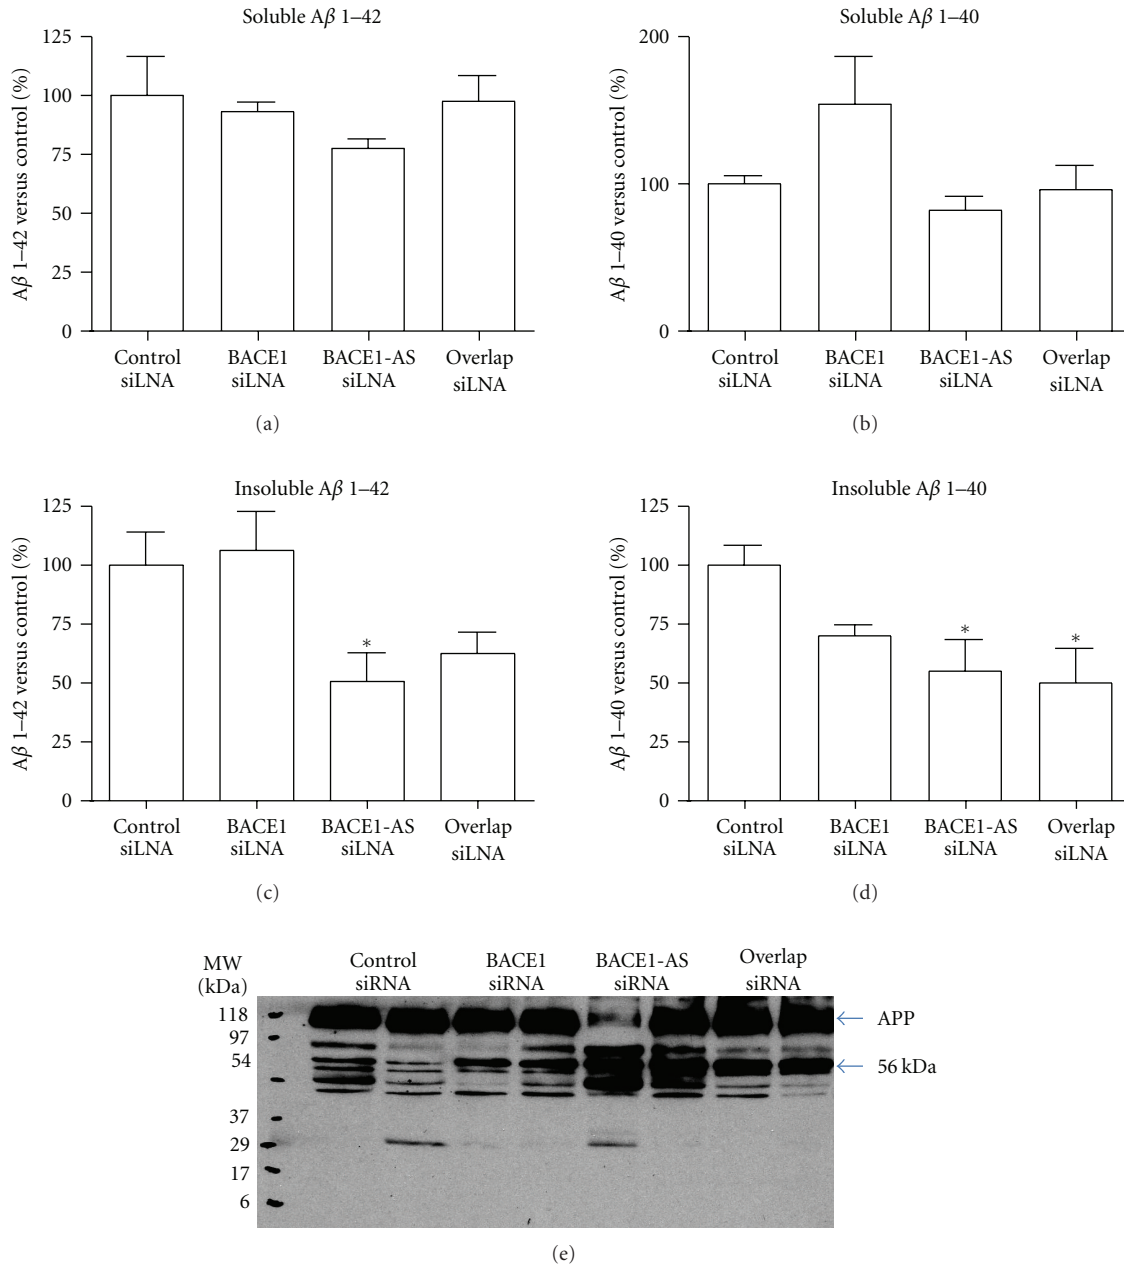 Soluble Aβ 1–42
Aβ 1–42 versus control (%)
125
100
75
50
25
0
Control siLNA
BACE1 siLNA
BACE1-AS siLNA
Overlap siLNA
(a)
Soluble Aβ 1–40
Aβ 1–40 versus control (%)
200
100
0
Control siLNA
BACE1 siLNA
BACE1-AS siLNA
Overlap siLNA
(b)
Insoluble Aβ 1–42
Aβ 1–42 versus control (%)
125
100
75
50
25
0
*
Control siLNA
BACE1 siLNA
BACE1-AS siLNA
Overlap siLNA
(c)
Insoluble Aβ 1–40
Aβ 1–40 versus control (%)
125
100
75
50
25
0
*
*
Control siLNA
BACE1 siLNA
BACE1-AS siLNA
Overlap siLNA
(d)
MW (kDa)
Control siRNA
BACE1 siRNA
BACE1-AS siRNA
Overlap siRNA
118
97
54
37
29
17
6
APP
56 kDa
(e)